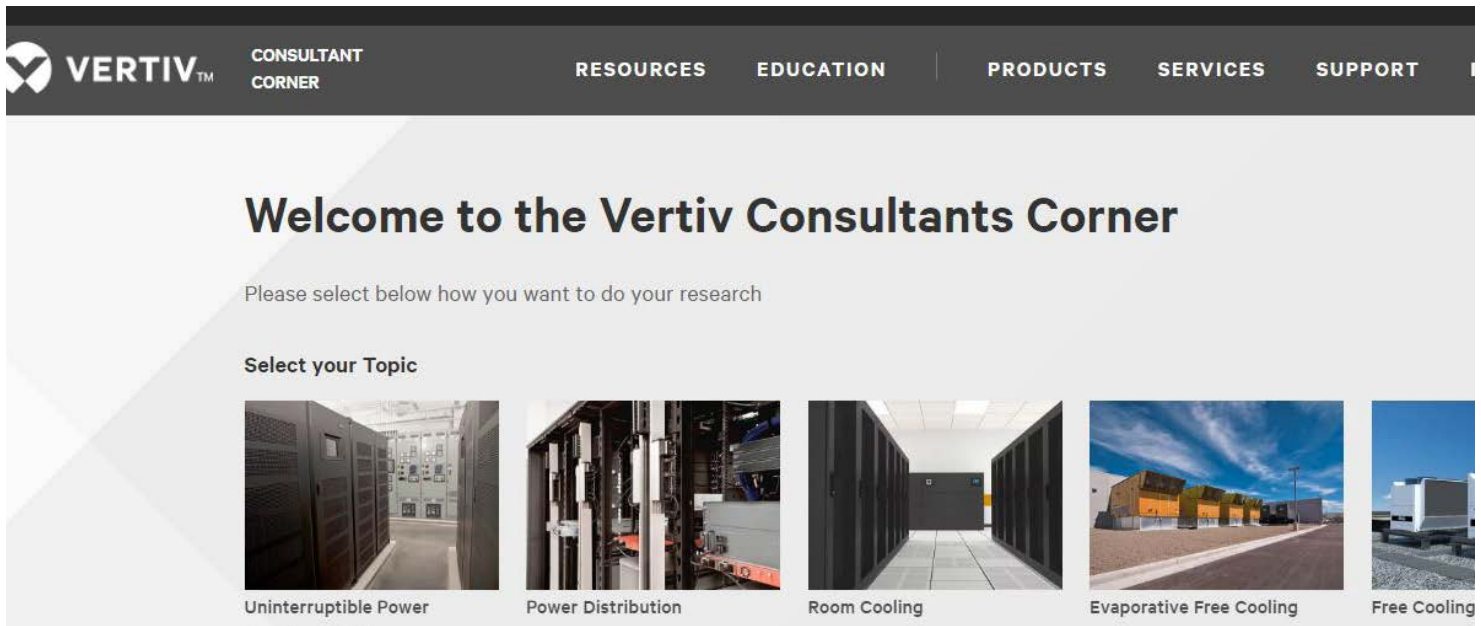 VERTIV™
CONSULTANT
CORNER
RESOURCES EDUCATION PRODUCTS SERVICES SUPPORT
Welcome to the Vertiv Consultants Corner
Please select below how you want to do your research
Select your Topic
Uninterruptible Power Power Distribution Room Cooling Evaporative Free Cooling Free Cooling